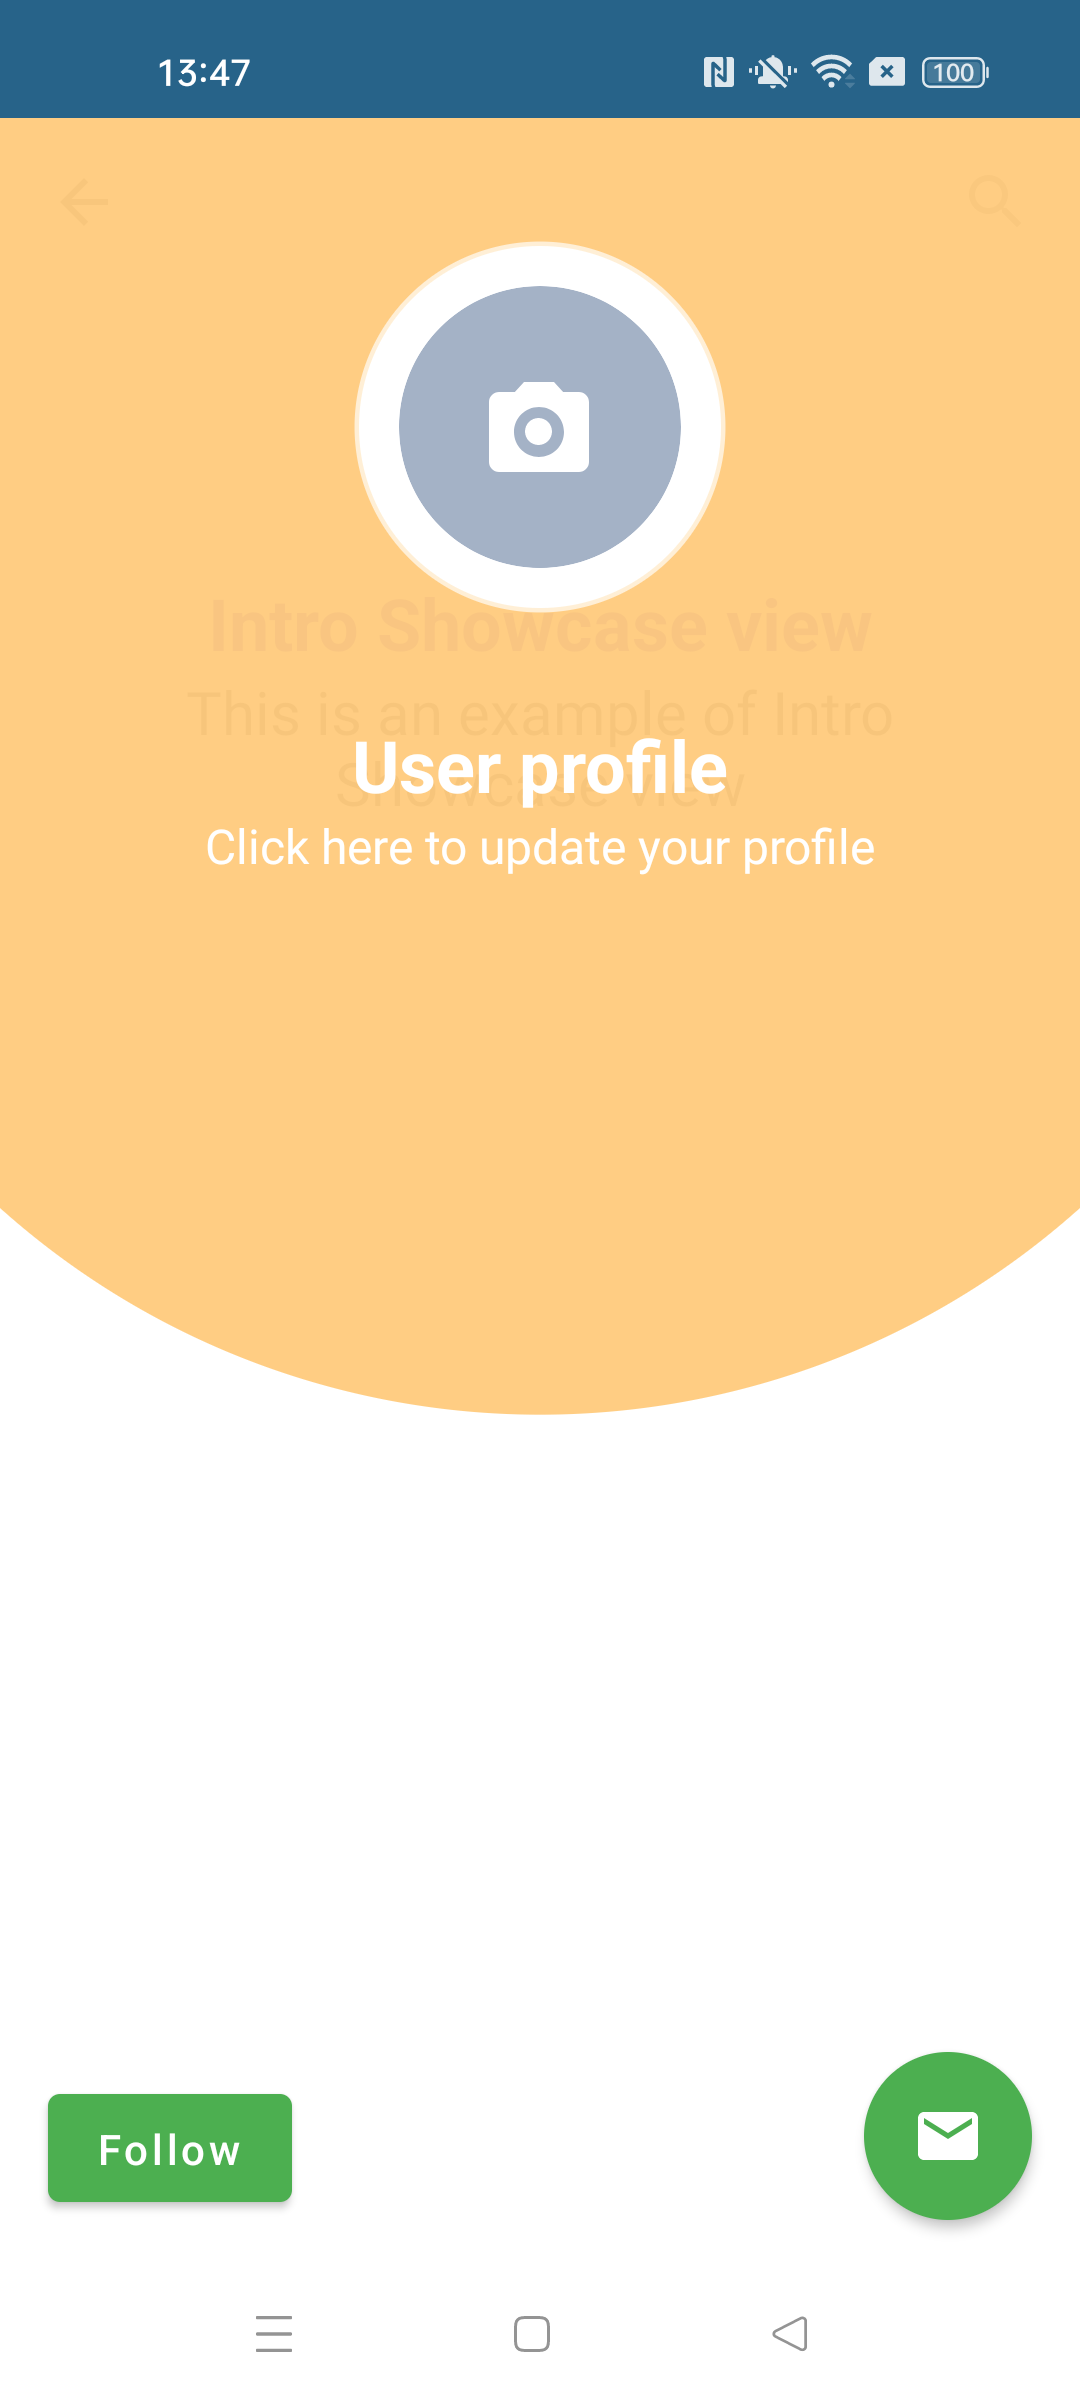 13:47
100
Intro Showcase view
This is an example of Intro
Showcase view
User profile
Click here to update your profile
Follow